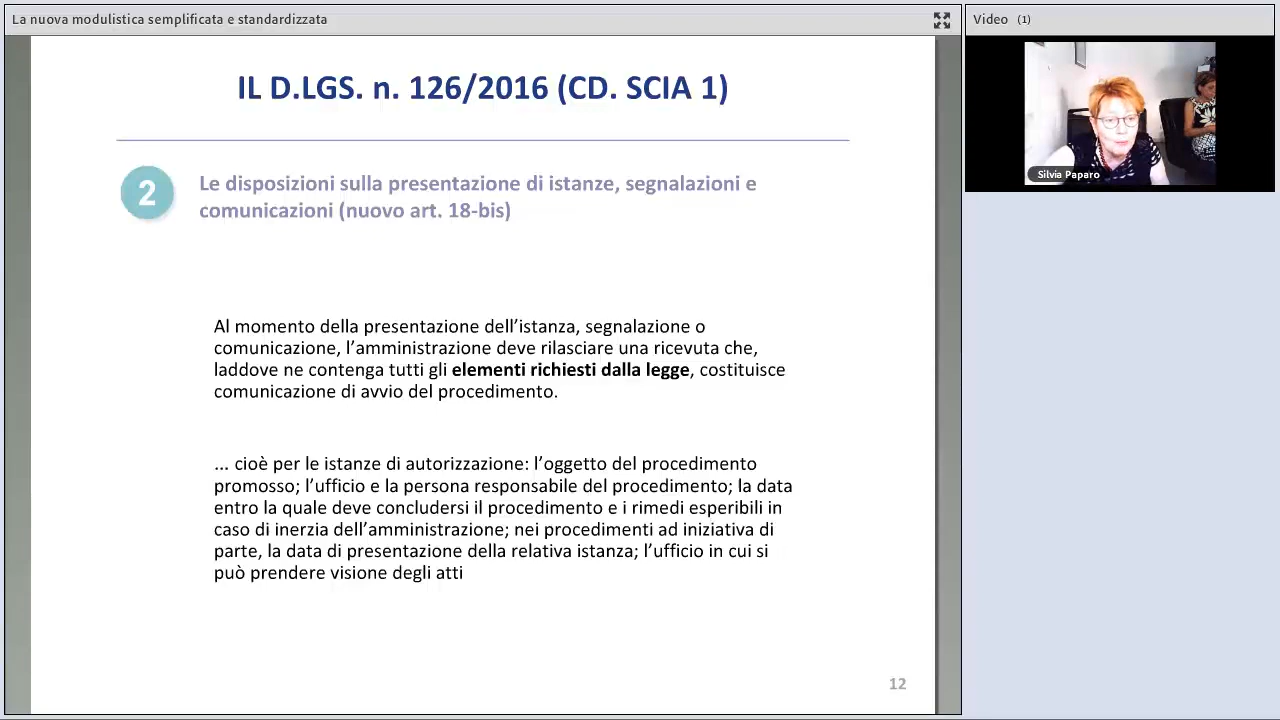 La nuova modulistica semplificata e standardizzata
Video (1)
IL D.LGS. n. 126/2016 (CD. SCIA 1)
2
Le disposizioni sulla presentazione di istanze, segnalazioni e
comunicazioni (nuovo art. 18-bis)
Al momento della presentazione dell’istanza, segnalazione o
comunicazione, l’amministrazione deve rilasciare una ricevuta che,
laddove ne contenga tutti gli elementi richiesti dalla legge, costituisce
comunicazione di avvio del procedimento.
... cioè per le istanze di autorizzazione: l’oggetto del procedimento
promosso; l’ufficio e la persona responsabile del procedimento; la data
entro la quale deve concludersi il procedimento e i rimedi esperibili in
caso di inerzia dell’amministrazione; nei procedimenti ad iniziativa di
parte, la data di presentazione della relativa istanza; l’ufficio in cui si
può prendere visione degli atti
12
Silvia Paparo